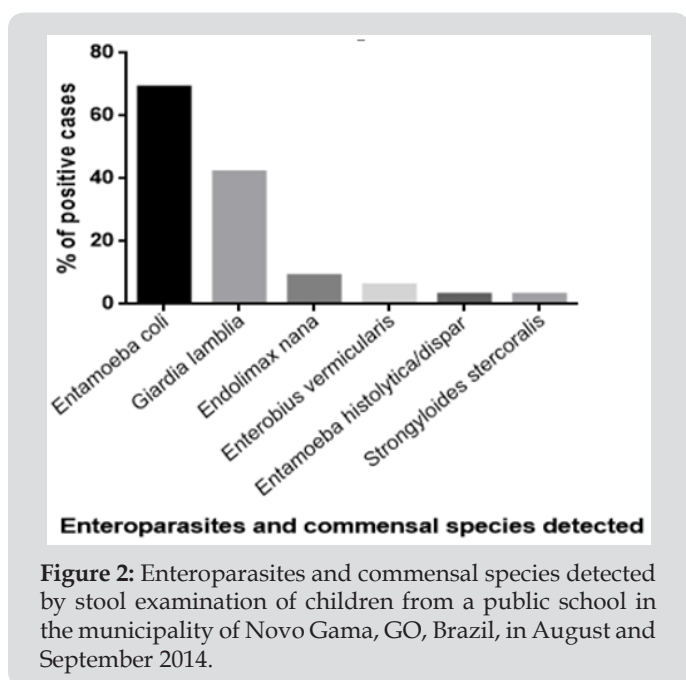 80
60
40
20
0
% of positive cases
Entamoeba coli
Giardia lamblia
Endolimax nana
Enterobius vermicularis
Entamoeba histolytica/dispar
Strongyloides stercoralis
Enteroparasites and commensal species detected
Figure 2: Enteroparasites and commensal species detected
by stool examination of children from a public school in
the municipality of Novo Gama, GO, Brazil, in August and
September 2014.